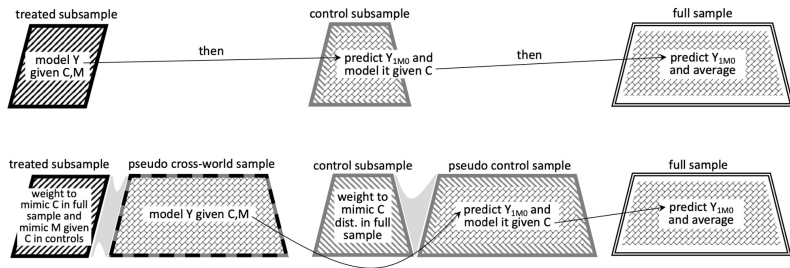 treated subsample
control subsample
full sample
model Y
given C,M
then
predict Y1M0 and
model it given C
then
predict Y1M0
and average
treated subsample
pseudo cross-world sample
control subsample
pseudo control sample
full sample
weight to
mimic C in full
sample and
mimic M given
C in controls
model Y given C,M
weight to
mimic C
dist. in full
sample
predict Y1M0 and
model it given C
predict Y1M0
and average